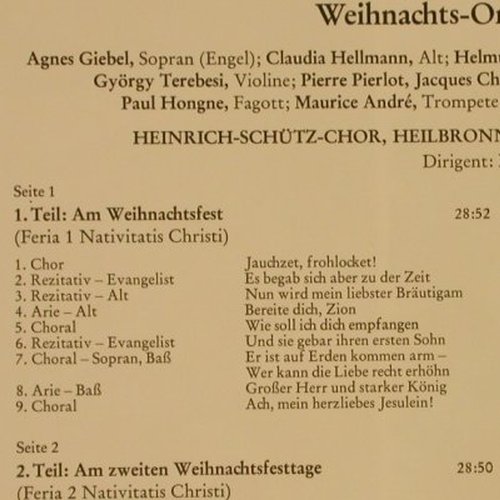 Weihnachts-
Agnes Giebel, Sopran (Engel); Claudia Hellmann, Alt;
György Terebesi, Violine; Pierre Pierlot, Jacques
Paul Hongne, Fagott; Maurice André, Trompete
HEINRICH-SCHÜTZ-CHOR, HEILBRONN
Dirigent:
Seite 1
1. Teil: Am Weihnachtsfest 28:52
(Feria 1 Nativitatis Christi)
1. Chor Jauchzet, frohlocket!
2. Rezitativ – Evangelist Es begab sich aber zu der Zeit
3. Rezitativ – Alt Nun wird mein liebster Bräutigam
4. Arie – Alt Bereite dich, Zion
5. Choral Wie soll ich dich empfangen
6. Rezitativ – Evangelist Und sie gebar ihren ersten Sohn
7. Choral – Sopran, Baß Er ist auf Erden kommen arm –
Wer kann die Liebe recht erhöhn
8. Arie – Baß Großer Herr und starker König
9. Choral Ach, mein herzliebes Jesulein!
Seite 2
2. Teil: Am zweiten Weihnachtsfesttage 28:50
(Feria 2 Nativitatis Christi)